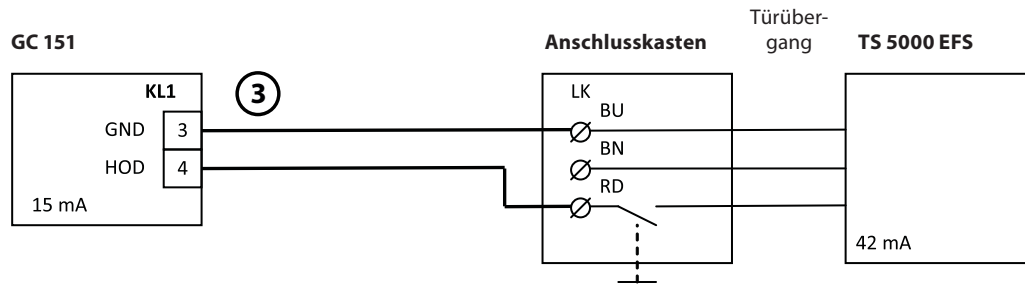 GC 151
Anschlusskasten
Türüber-
gang
TS 5000 EFS
KL1
3
GND 3
HOD 4
15 mA
LK
BU
BN
RD
42 mA